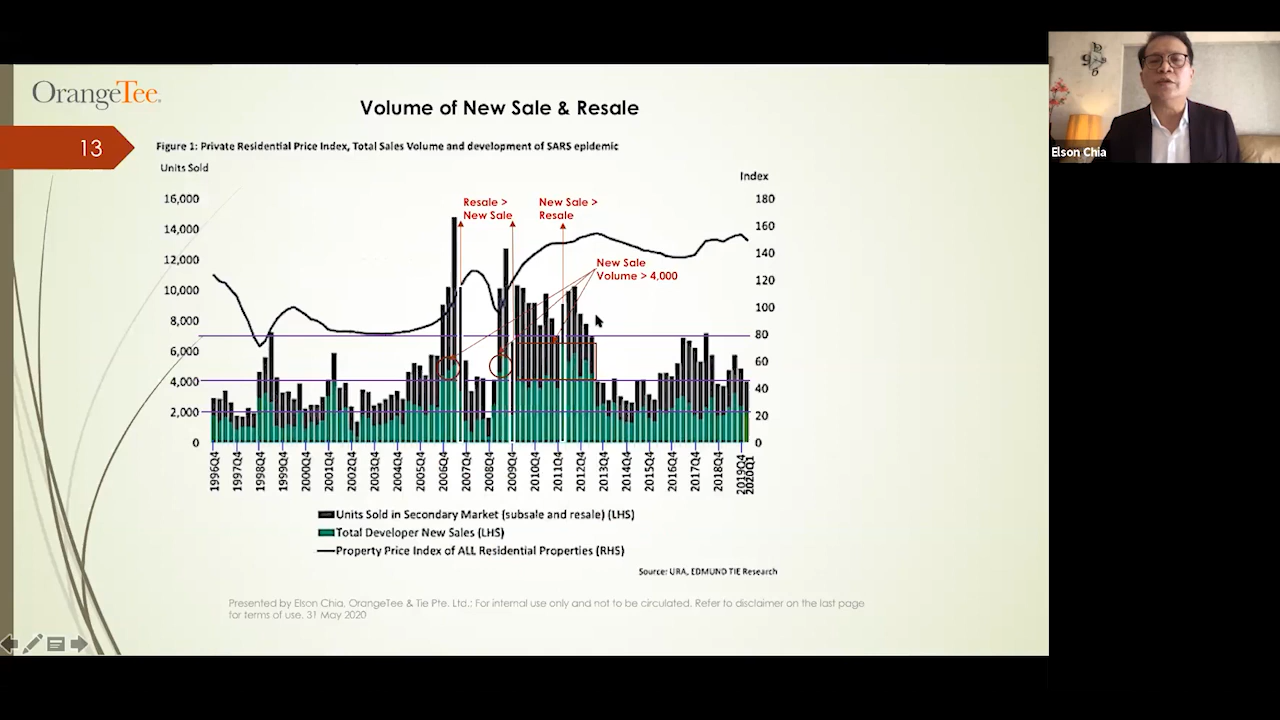 OrangeTee
Volume of New Sale & Resale
13
Figure 1: Private Residential Price Index, Total Sales Volume and development of SARS epidemic
Units Sold
Index
16,000
14,000
12,000
10,000
8,000
6,000
4,000
2,000
0
Resale >
New Sale
New Sale >
Resale
New Sale
Volume > 4,000
180
160
140
120
100
80
60
40
20
0
1996Q4
1997Q4
1998Q4
1999Q4
2000Q4
2001Q4
2002Q4
2003Q4
2004Q4
2005Q4
2006Q4
2007Q4
2008Q4
2009Q4
2010Q4
2011Q4
2012Q4
2013Q4
2014Q4
2015Q4
2016Q4
2017Q4
2018Q4
2019Q4
2020Q1
Units Sold in Secondary Market (subsale and resale) (LHS)
Total Developer New Sales (LHS)
Property Price Index of ALL Residential Properties (RHS)
Source: URA, EDMUND TIE Research
Presented by Elson Chia, OrangeTee & Tie Pte. Ltd.: For internal use only and not to be circulated. Refer to disclaimer on the last page
for terms of use. 31 May 2020
Elson Chia